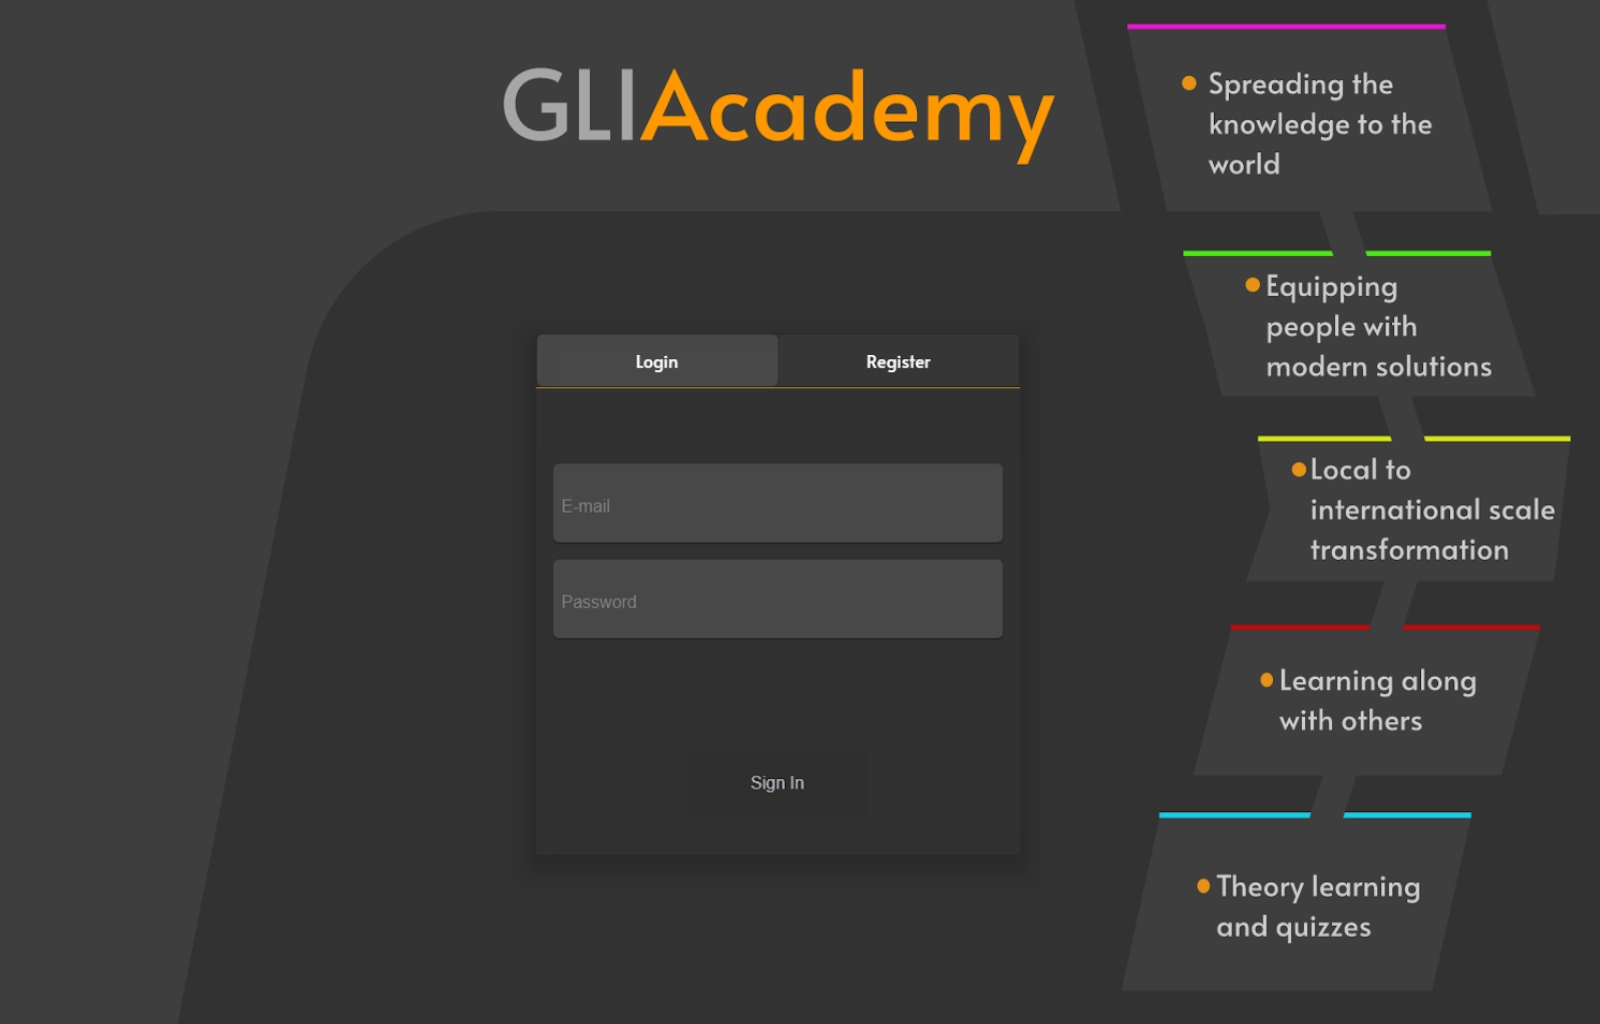 GLIAcademy
Login
Register
E-mail
Password
Sign In
Spreading the
knowledge to the
world
Equipping
people with
modern solutions
Local to
international scale
transformation
Learning along
with others
Theory learning
and quizzes